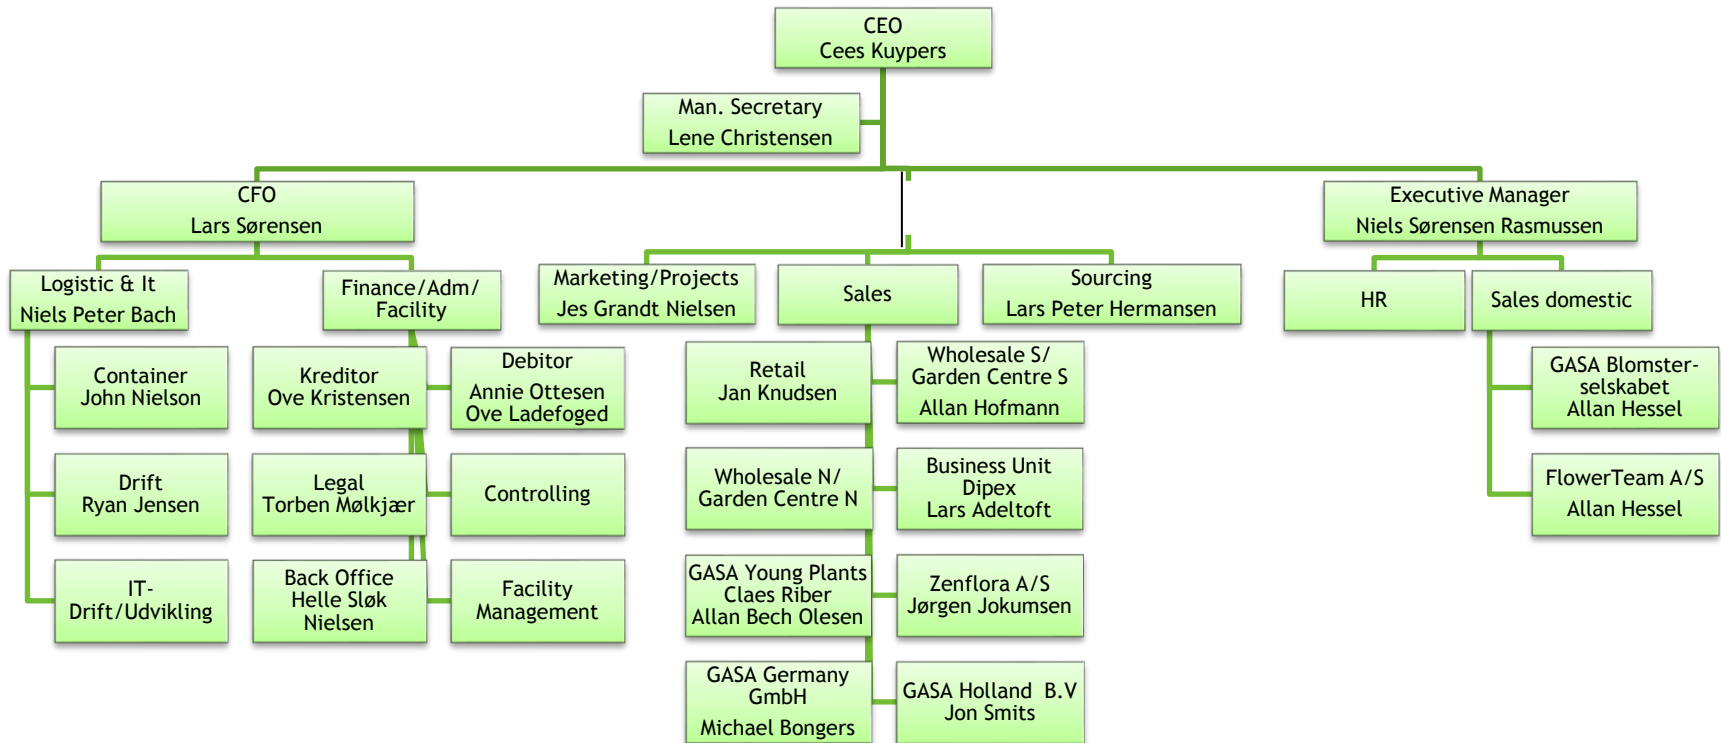 CEO
Cees Kuypers
Man. Secretary
Lene Christensen
CFO
Lars Sørensen
Executive Manager
Niels Sørensen Rasmussen
Logistic & It
Niels Peter Bach
Finance/Adm/
Facility
Marketing/Projects
Jes Grandt Nielsen
Sales
Sourcing
Lars Peter Hermansen
HR
Sales domestic
Container
John Nielson
Drift
Ryan Jensen
IT-
Drift/Udvikling
Kreditor
Ove Kristensen
Debitor
Annie Ottesen
Ove Ladefoged
Legal
Torben Mølkjær
Controlling
Back Office
Helle Sløk
Nielsen
Facility
Management
Retail
Jan Knudsen
Wholesale S/
Garden Centre S
Allan Hofmann
Wholesale N/
Garden Centre N
Business Unit
Dipex
Lars Adeltoft
GASA Young Plants
Claes Riber
Allan Bech Olesen
Zenflora A/S
Jørgen Jokumsen
GASA Germany
GmbH
Michael Bongers
GASA Holland  B.V
Jon Smits
GASA Blomster-
selskabet
Allan Hessel
FlowerTeam A/S
Allan Hessel